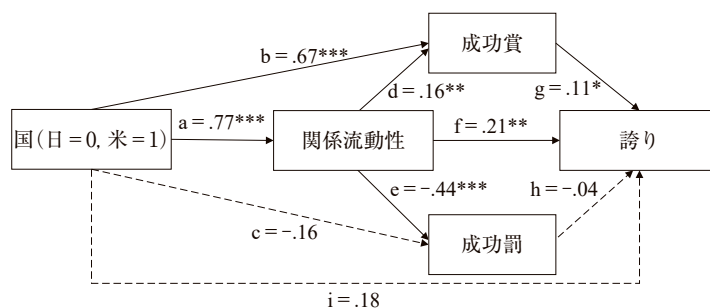 成功賞
b＝.67***
d＝.16**
g＝.11*
国（日＝0, 米＝1）
a＝.77***
関係流動性
f＝.21**
誇り
e＝−.44***
h＝−.04
c＝−.16
成功罰
i＝.18